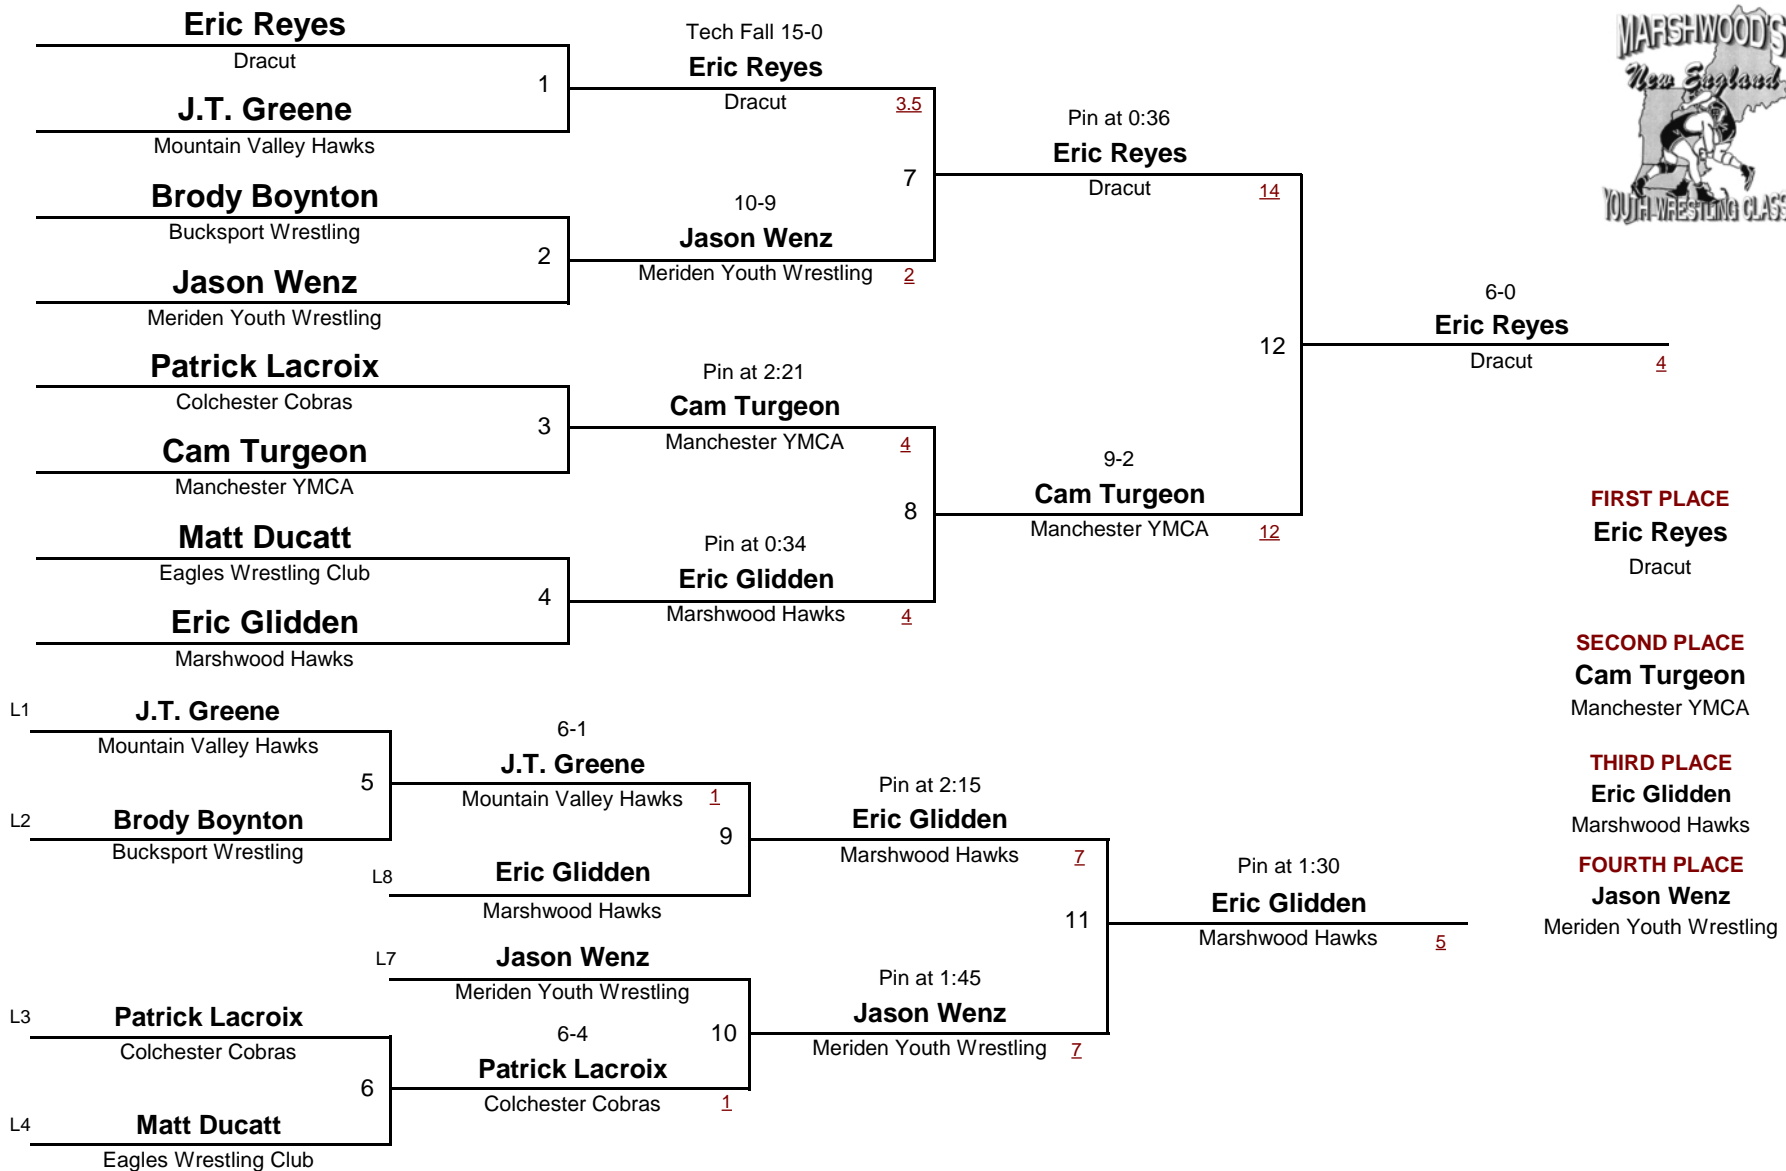 Eric Reyes
Dracut
1
J.T. Greene
Mountain Valley Hawks
Brody Boynton
Bucksport Wrestling
2
Jason Wenz
Meriden Youth Wrestling
Patrick Lacroix
Colchester Cobras
3
Cam Turgeon
Manchester YMCA
Matt Ducatt
Eagles Wrestling Club
4
Eric Glidden
Marshwood Hawks
Tech Fall 15-0
Eric Reyes
Dracut 3.5
7
10-9
Jason Wenz
Meriden Youth Wrestling 2
Pin at 2:21
Cam Turgeon
Manchester YMCA 4
8
Pin at 0:34
Eric Glidden
Marshwood Hawks 4
Pin at 0:36
Eric Reyes
Dracut 14
12
9-2
Cam Turgeon
Manchester YMCA 12
6-0
Eric Reyes
Dracut 4
MARSHWOOD'S
New England
YOUTH WRESTLING CLASS
FIRST PLACE
Eric Reyes
Dracut
SECOND PLACE
Cam Turgeon
Manchester YMCA
THIRD PLACE
Eric Glidden
Marshwood Hawks
FOURTH PLACE
Jason Wenz
Meriden Youth Wrestling
L1 J.T. Greene
Mountain Valley Hawks
5
L2 Brody Boynton
Bucksport Wrestling
6-1
J.T. Greene
Mountain Valley Hawks 1
9
L8 Eric Glidden
Marshwood Hawks
L7 Jason Wenz
Meriden Youth Wrestling
10
L3 Patrick Lacroix
Colchester Cobras
6
L4 Matt Ducatt
Eagles Wrestling Club
6-4
Patrick Lacroix
Colchester Cobras 1
Pin at 2:15
Eric Glidden
Marshwood Hawks 7
11
Pin at 1:45
Jason Wenz
Meriden Youth Wrestling 7
Pin at 1:30
Eric Glidden
Marshwood Hawks 5